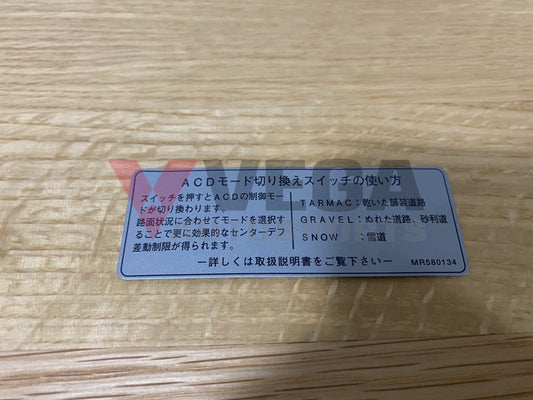 ACDモード切り換えスイッチの使い方
スイッチを押すとACDの制御モー
ドが切り換わります。
路面状況に合わせてモードを選択す
ることで更に効果的なセンターデフ
差動制限が得られます。
TARMAC:乾いた舗装道路
GRAVEL:ぬれた道路、砂利道
SNOW :雪道
ー詳しくは取扱説明書をご覧下さいー
MR580134
VEGA